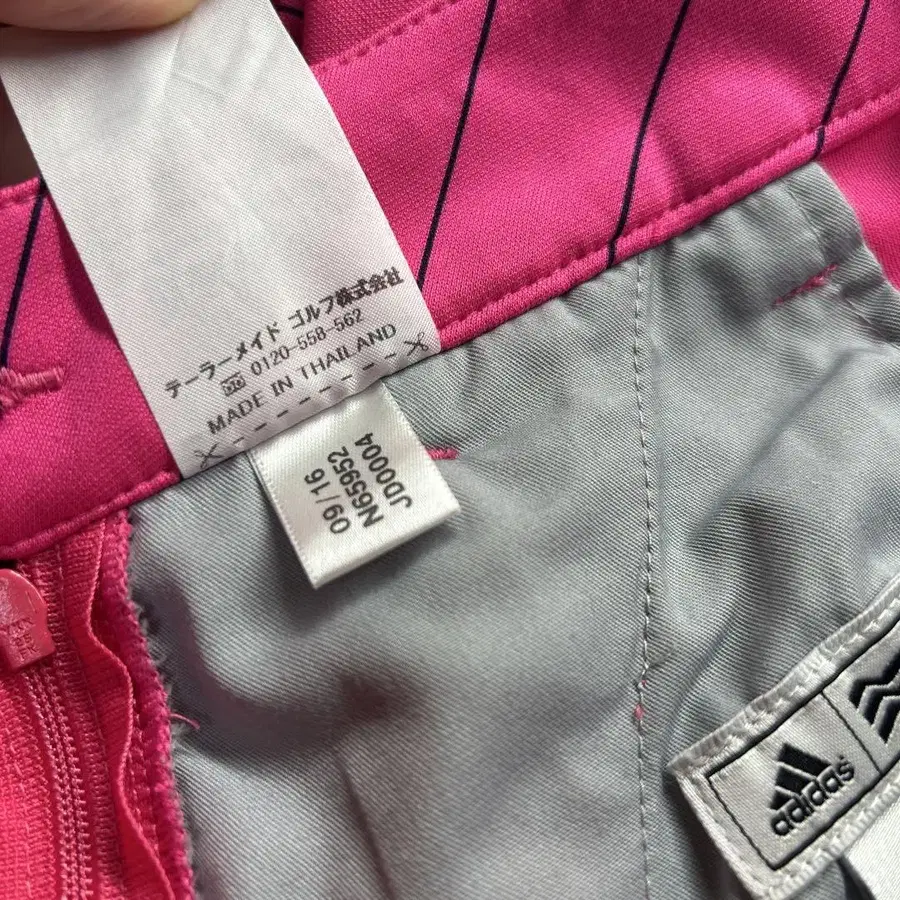 テーラーメイド ゴルフ株式会社
0120-558-562
MADE IN THAILAND
09/16
N65952
JD0004
adidas